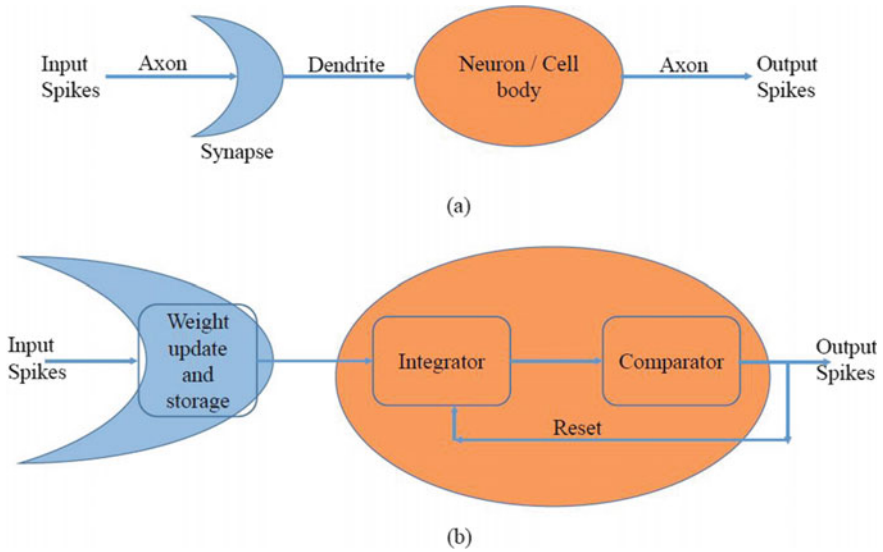 Input
Spikes
Axon
Synapse
Dendrite
Neuron / Cell
body
Axon
Output
Spikes
(a)
Input
Spikes
Weight
update
and
storage
Integrator
Comparator
Reset
Output
Spikes
(b)